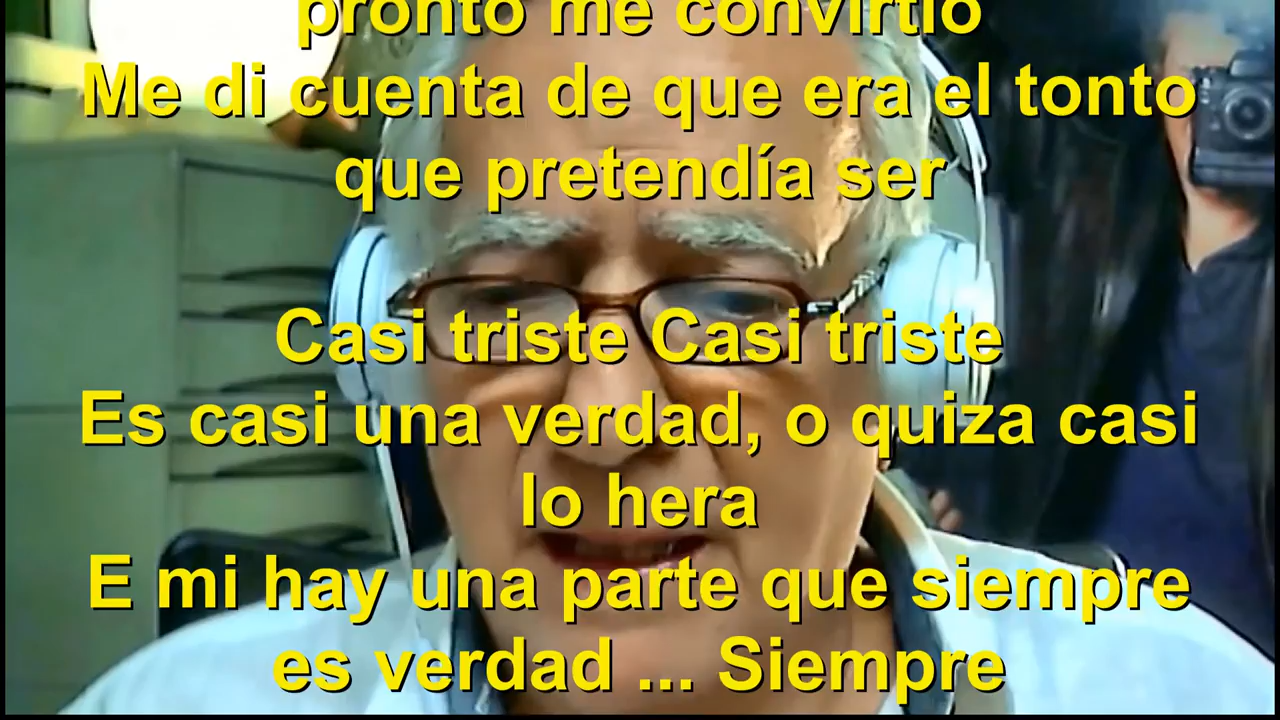 pronto me convirtió
Me di cuenta de que era el tonto
que pretendía ser
Casi triste Casi triste
Es casi una verdad, o quiza casi
lo hera
E mi hay una parte que siempre
es verdad ... Siempre